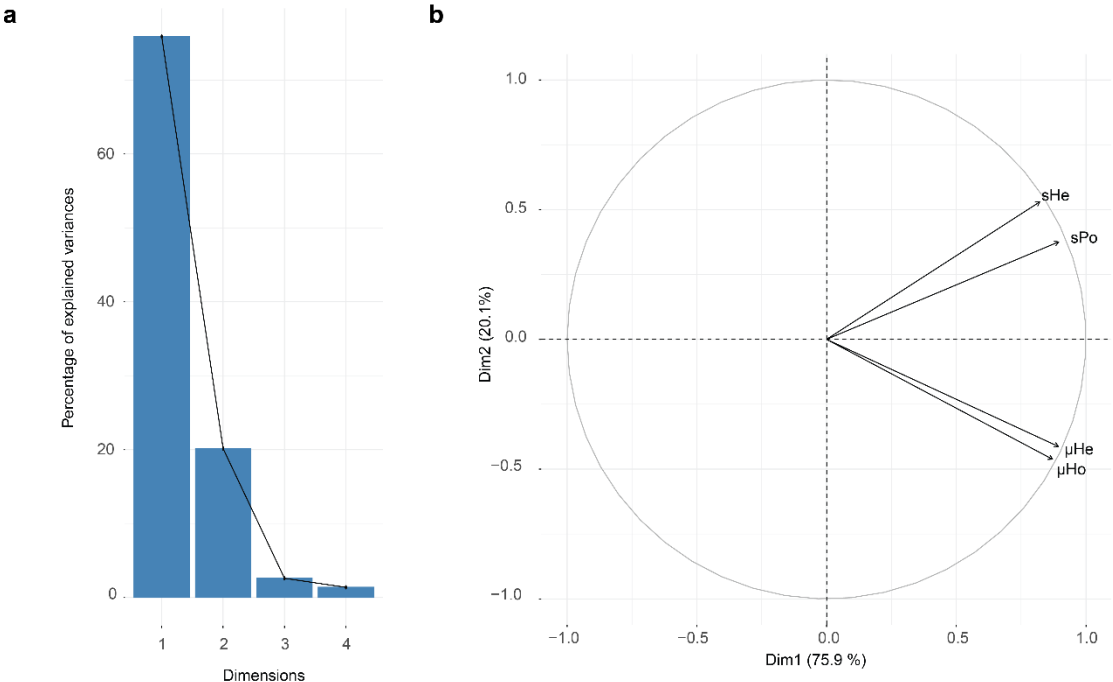 a
Percentage of explained variances
60
40
20
0
1 2 3 4
Dimensions
b
Dim2 (20.1%)
1.0
0.5
0.0
−0.5
−1.0
sHe
sPo
μHe
μHo
−1.0 −0.5 0.0 0.5 1.0
Dim1 (75.9 %)